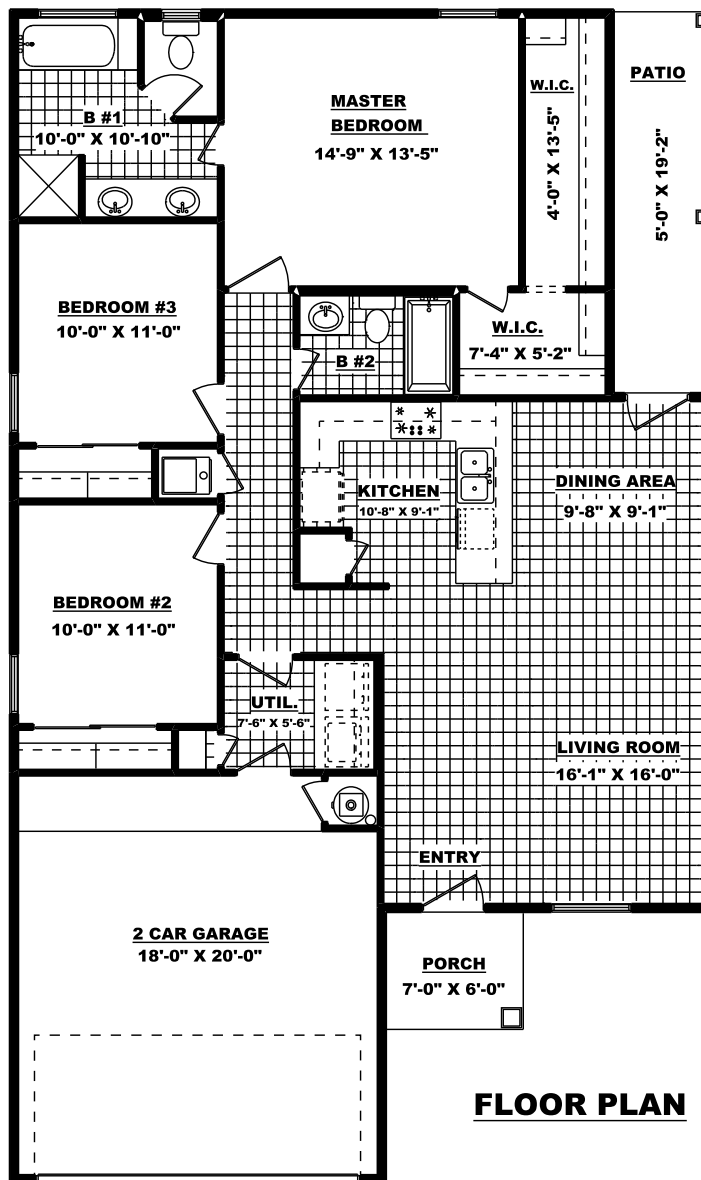 PATIO
5'-0" X 19'-2"
W.I.C.
4'-0" X 13'-5"
MASTER
BEDROOM
14'-9" X 13'-5"
B #1
10'-0" X 10'-10"
BEDROOM #3
10'-0" X 11'-0"
B #2
W.I.C.
7'-4" X 5'-2"
KITCHEN
10'-8" X 9'-1"
DINING AREA
9'-8" X 9'-1"
BEDROOM #2
10'-0" X 11'-0"
UTIL.
7'-6" X 5'-6"
LIVING ROOM
16'-1" X 16'-0"
ENTRY
2 CAR GARAGE
18'-0" X 20'-0"
PORCH
7'-0" X 6'-0"
FLOOR PLAN